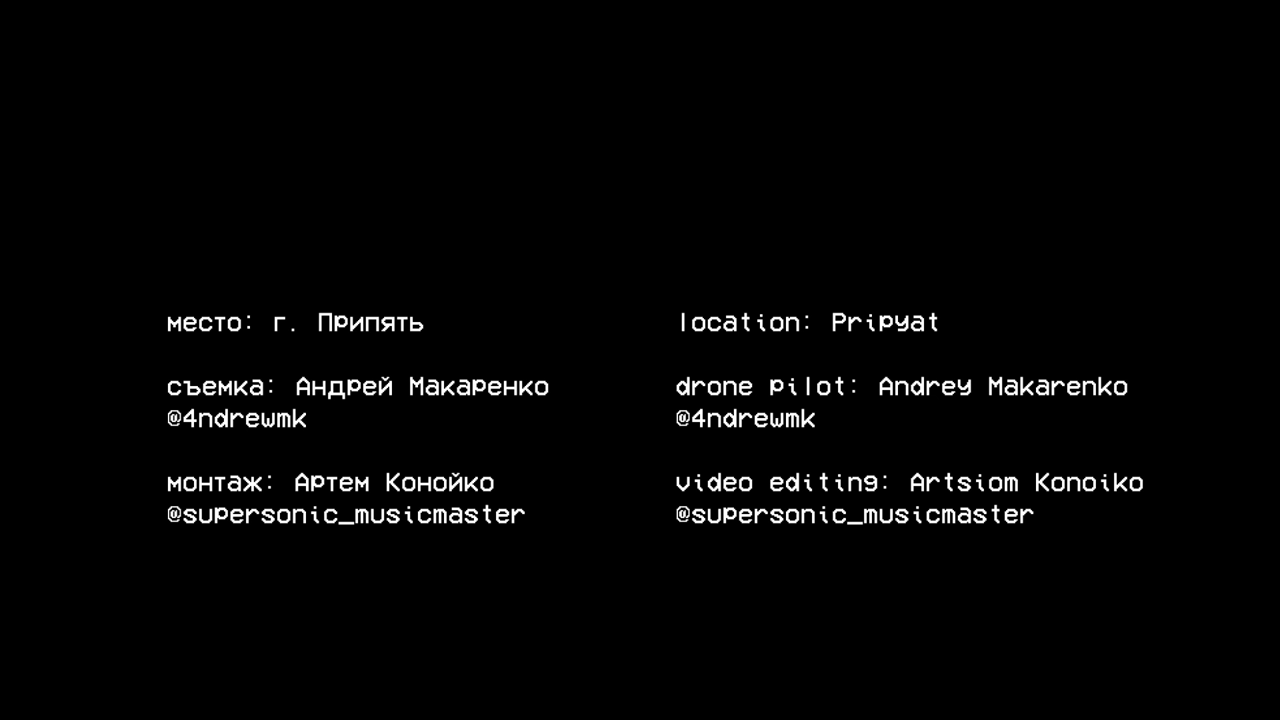 место: г. Припять
съемка: Андрей Макаренко
@4ndrewmk
монтаж: Артем Конойко
@supersonic_musicmaster
location: Pripyat
drone pilot: Andrey Makarenko
@4ndrewmk
video editing: Artsiom Konoiko
@supersonic_musicmaster